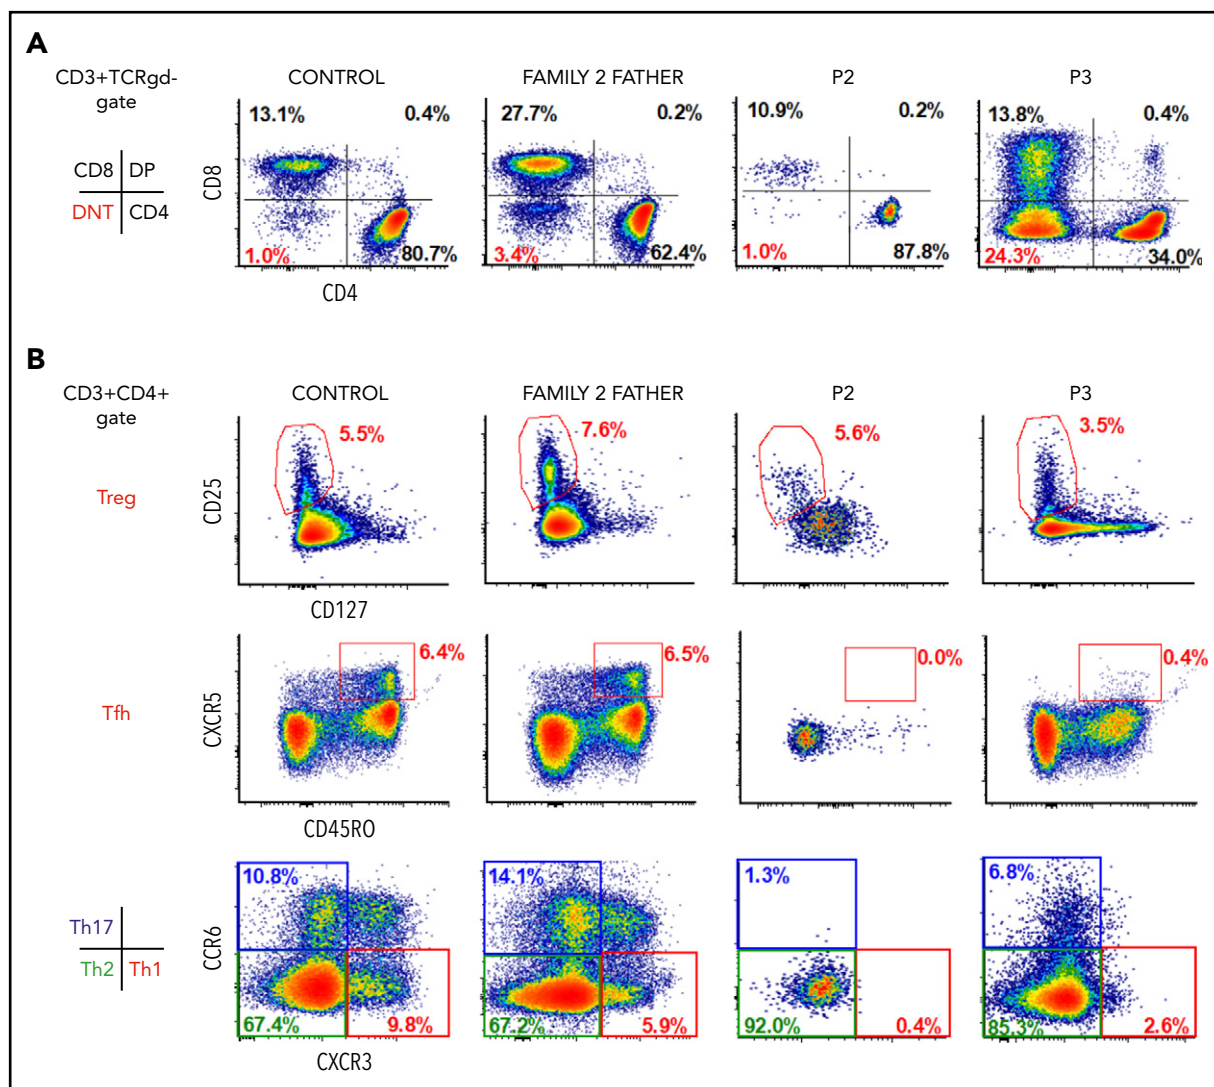 A
CD3+TCRgd-
gate
CONTROL
FAMILY 2 FATHER
P2
P3
CD8 DP
DNT CD4
CD8
13.1% 0.4%
1.0% 80.7%
27.7% 0.2%
3.4% 62.4%
10.9% 0.2%
1.0% 87.8%
13.8% 0.4%
24.3% 34.0%
CD4
B
CD3+CD4+
gate
CONTROL
FAMILY 2 FATHER
P2
P3
Treg
CD25
5.5%
7.6%
5.6%
3.5%
CD127
Tfh
CXCR5
6.4%
6.5%
0.0%
0.4%
CD45RO
Th17
Th2 Th1
CCR6
10.8%
67.4% 9.8%
14.1%
67.2% 5.9%
1.3%
92.0% 0.4%
6.8%
85.3% 2.6%
CXCR3